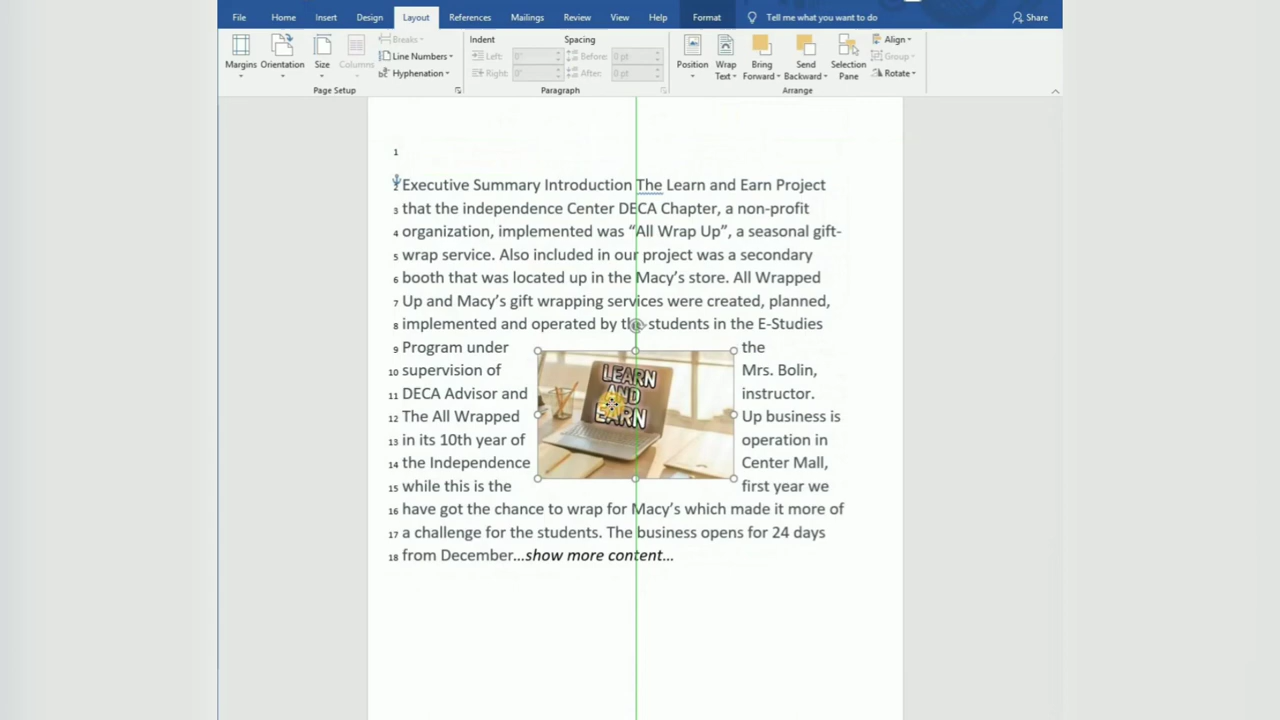 File Home Insert Design Layout References Mailings Review View Help Format Tell me what you want to do Share
Margins Orientation Size Columns
Breaks
Line Numbers
Hyphenation
Page Setup
Indent Spacing
Left: 0" Before: 0 pt
Right: 0" After: 0 pt
Paragraph
Position Wrap Text Bring Forward Send Backward Selection Pane
Align
Group
Rotate
Arrange
1
2 Executive Summary Introduction The Learn and Earn Project
3 that the independence Center DECA Chapter, a non-profit
4 organization, implemented was “All Wrap Up”, a seasonal gift-
5 wrap service. Also included in our project was a secondary
6 booth that was located up in the Macy’s store. All Wrapped
7 Up and Macy’s gift wrapping services were created, planned,
8 implemented and operated by the students in the E-Studies
9 Program under the
10 supervision of Mrs. Bolin,
11 DECA Advisor and instructor.
12 The All Wrapped Up business is
13 in its 10th year of operation in
14 the Independence Center Mall,
15 while this is the first year we
LEARN
AND
EARN
16 have got the chance to wrap for Macy’s which made it more of
17 a challenge for the students. The business opens for 24 days
18 from December...show more content...